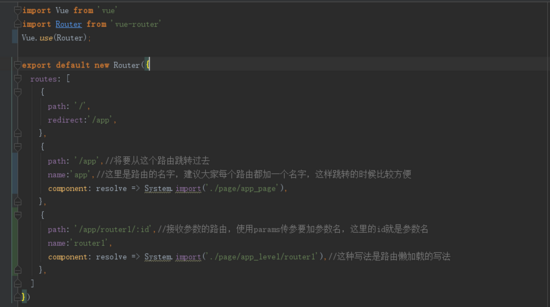 import Vue from 'vue'
import Router from 'vue-router'
Vue.use(Router);
export default new Router({
routes: [
{
path: '/',
redirect:'/app',
},
{
path: '/app',//将要从这个路由跳转过去
name:'app',//这里是路由的名字，建议大家每个路由都加一个名字，这样跳转的时候比较方便
component: resolve => System.import('./page/app_page'),
},
{
path: '/app/router1/:id',//接收参数的路由，使用params传参要加参数名，这里的id就是参数名
name:'router1',
component: resolve => System.import('./page/app_level/router1'),//这种写法是路由懒加载的写法
},
]
})